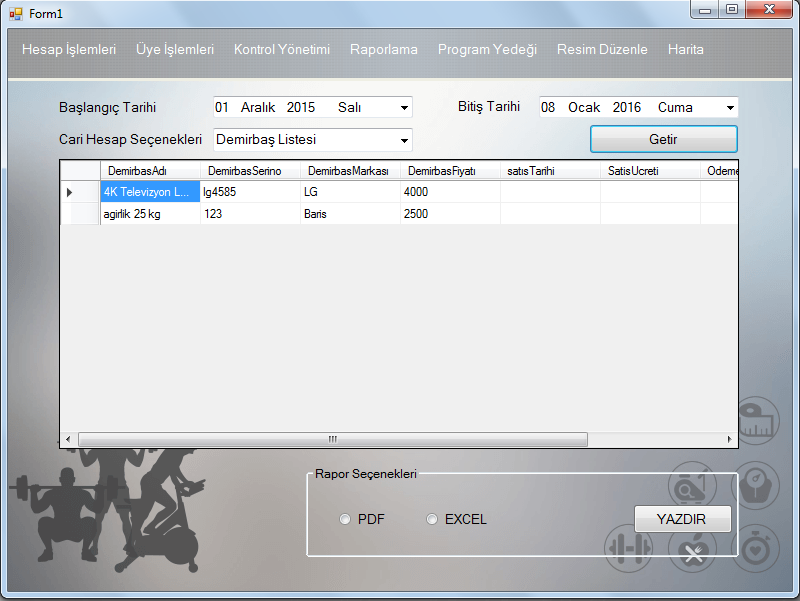 Form1
Hesap İşlemleri Üye İşlemleri Kontrol Yönetimi Raporlama Program Yedeği Resim Düzenle Harita
Başlangıç Tarihi 01 Aralık 2015 Salı Bitiş Tarihi 08 Ocak 2016 Cuma
Cari Hesap Seçenekleri Demirbaş Listesi Getir
DemirbasAdı DemirbasSerino DemirbasMarkası DemirbasFiyatı satısTarihi SatisUcreti Odeme
4K Televizyon L... lg4585 LG 4000
agirlik 25 kg 123 Baris 2500
Rapor Seçenekleri
PDF EXCEL YAZDIR